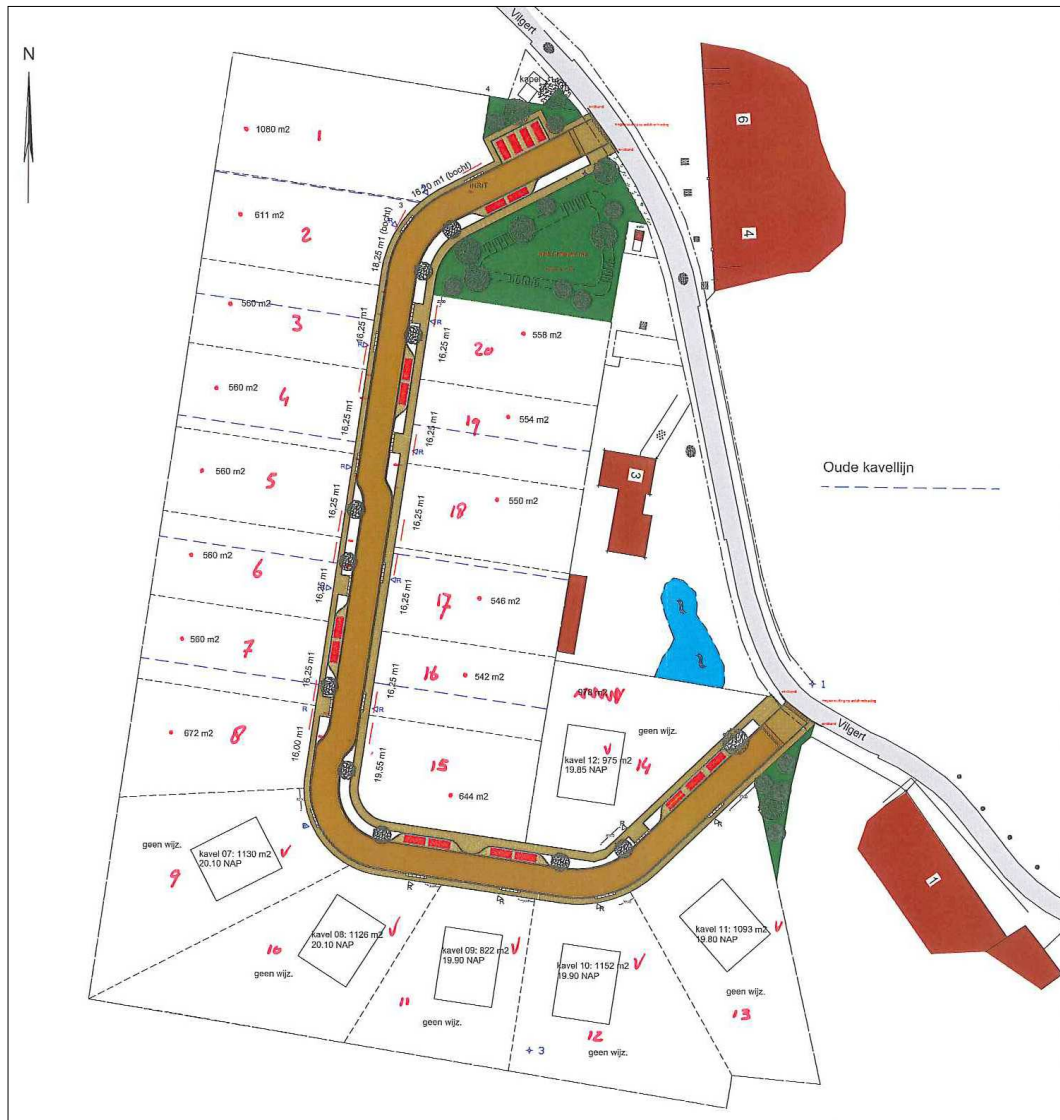 N
Vilgert
kapel
4
1080 m2
1
18,20 m1 (bocht)
3
6
611 m2
2
18,25 m1 (bocht)
4
560 m2
3
16,25 m1
R
R
16,25 m1
20
558 m2
560 m2
4
16,25 m1
16,25 m1
19
554 m2
R
3
Oude kavellijn
560 m2
5
R
16,25 m1
16,25 m1
18
550 m2
560 m2
6
16,25 m1
R
16,25 m1
17
546 m2
560 m2
7
16,25 m1
16,25 m1
16
542 m2
1
R
R
Vilgert
672 m2
8
16,00 m1
19,55 m1
15
644 m2
geen wijz.
kavel 12: 975 m2
19.85 NAP
V
14
R
R
geen wijz.
kavel 07: 1130 m2
20.10 NAP
V
9
R
R
R
1
kavel 08: 1126 m2
20.10 NAP
V
10
geen wijz.
kavel 09: 822 m2
19.90 NAP
V
11
geen wijz.
kavel 10: 1152 m2
19.90 NAP
V
12
geen wijz.
kavel 11: 1093 m2
19.80 NAP
V
geen wijz.
13
3